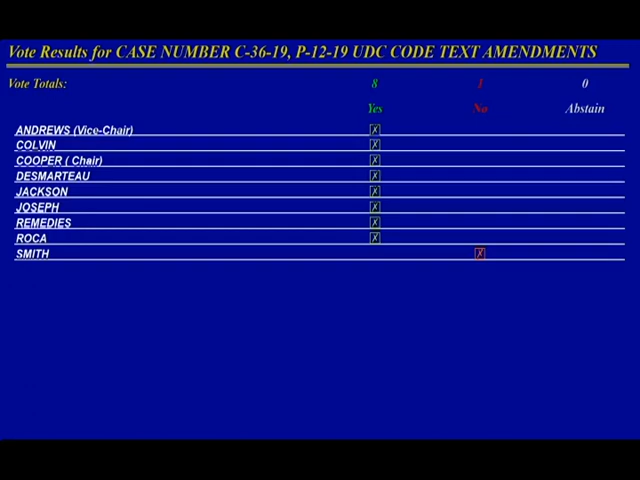 Vote Results for CASE NUMBER C-36-19, P-12-19 UDC CODE TEXT AMENDMENTS
Vote Totals: 8 1 0
Yes No Abstain
ANDREWS (Vice-Chair) ☒
COLVIN ☒
COOPER ( Chair) ☒
DESMARTEAU ☒
JACKSON ☒
JOSEPH ☒
REMEDIES ☒
ROCA ☒
SMITH ☒